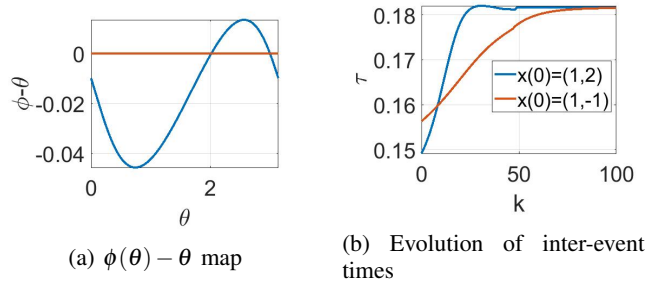 0
-0.02
-0.04
ϕ-θ
0
2
θ
(a) ϕ(θ) − θ map
0.18
0.17
0.16
0.15
τ
x(0)=(1,2)
x(0)=(1,-1)
0
50
100
k
(b) Evolution of inter-event
times